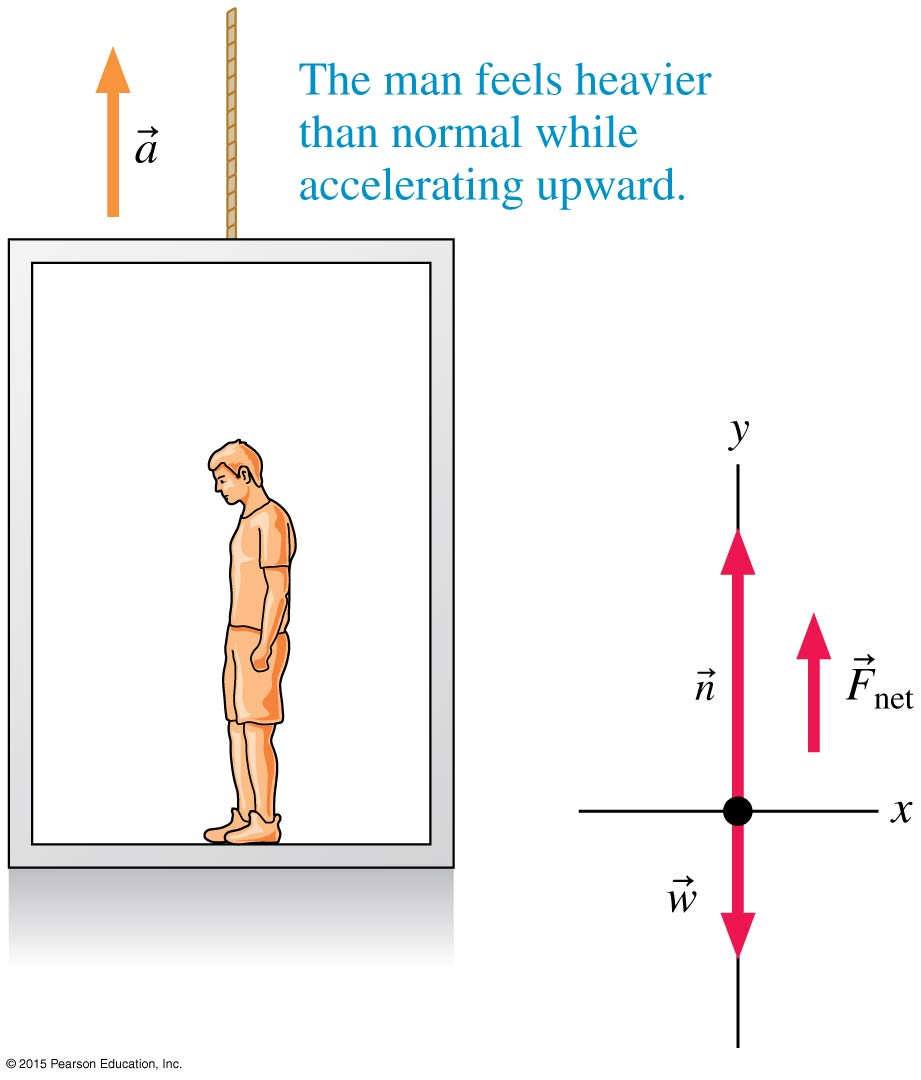 The man feels heavier
than normal while
accelerating upward.
a⃗
y
n⃗
F⃗net
x
w⃗
© 2015 Pearson Education, Inc.